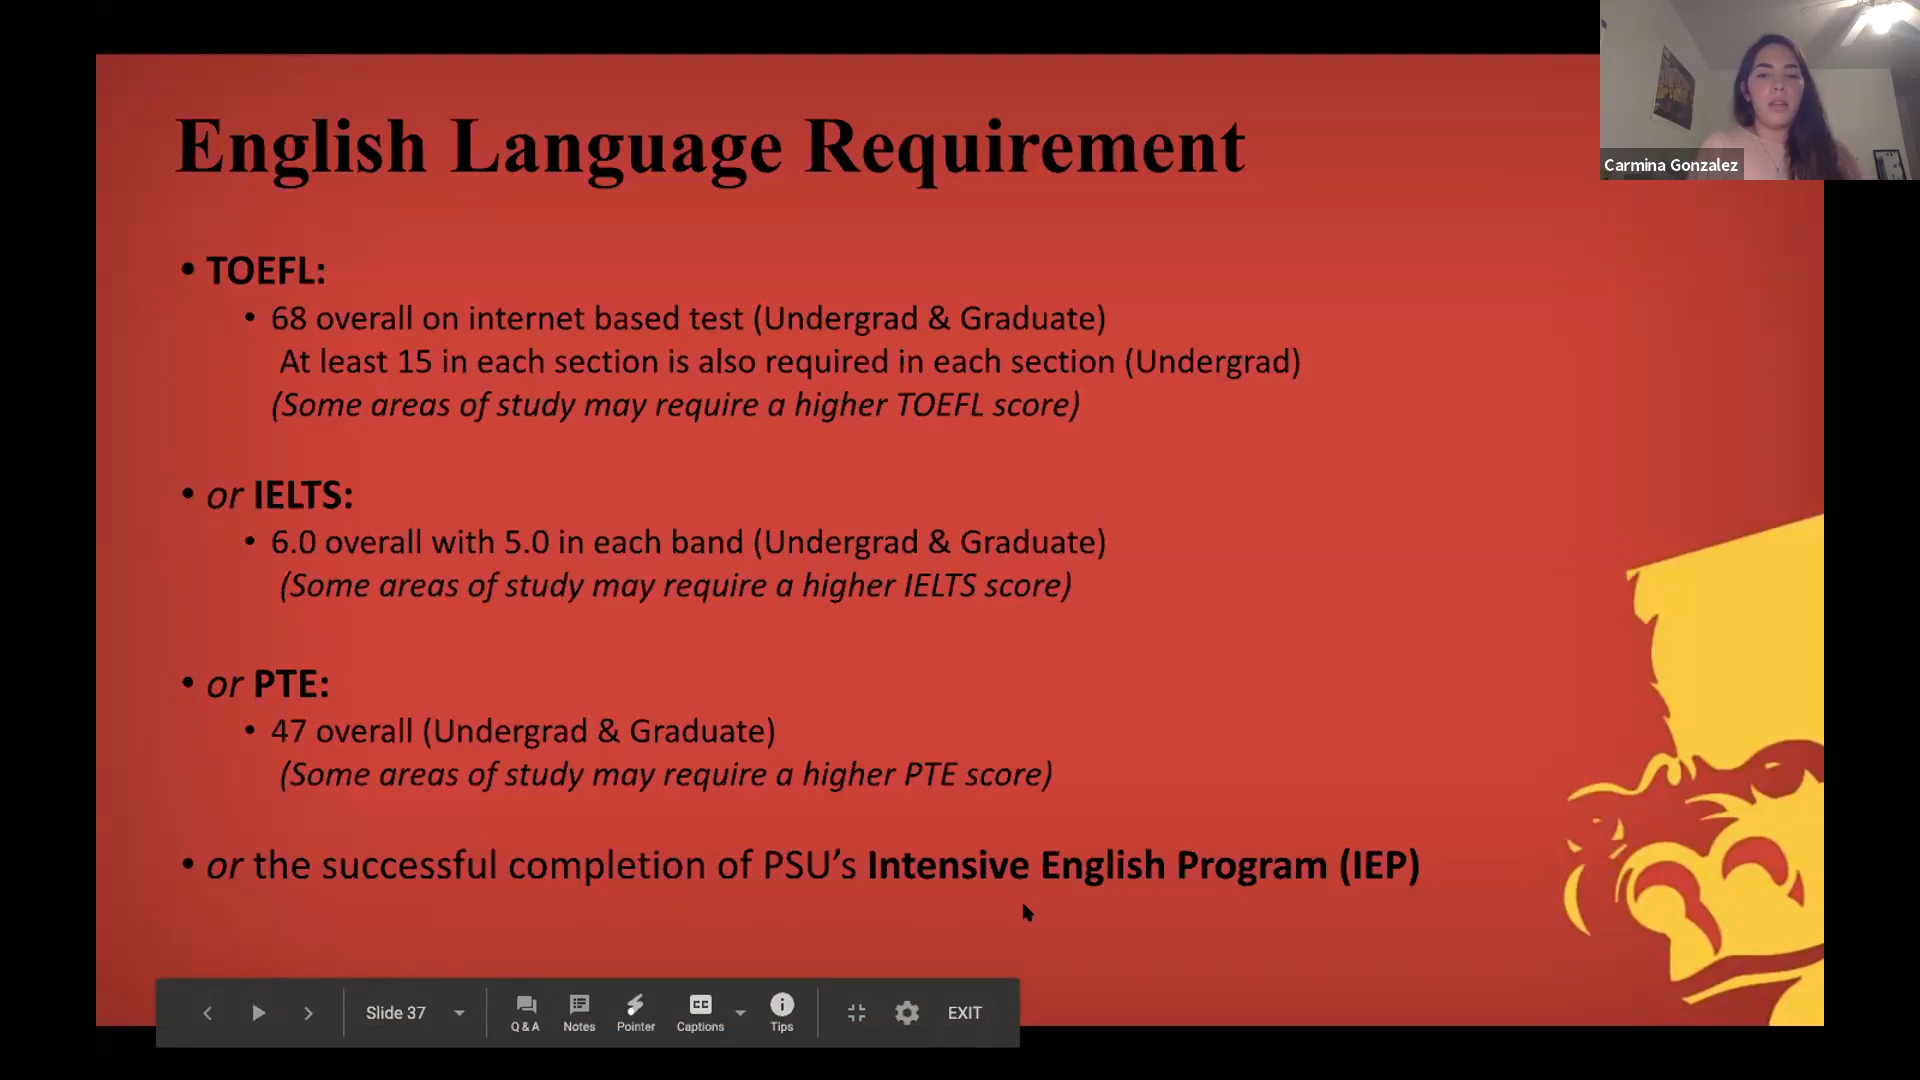 English Language Requirement
Carmina Gonzalez
• TOEFL:
• 68 overall on internet based test (Undergrad & Graduate)
At least 15 in each section is also required in each section (Undergrad)
(Some areas of study may require a higher TOEFL score)
• or IELTS:
• 6.0 overall with 5.0 in each band (Undergrad & Graduate)
(Some areas of study may require a higher IELTS score)
• or PTE:
• 47 overall (Undergrad & Graduate)
(Some areas of study may require a higher PTE score)
• or the successful completion of PSU’s Intensive English Program (IEP)
Slide 37
Q & A
Notes
Pointer
CC
Captions
Tips
EXIT